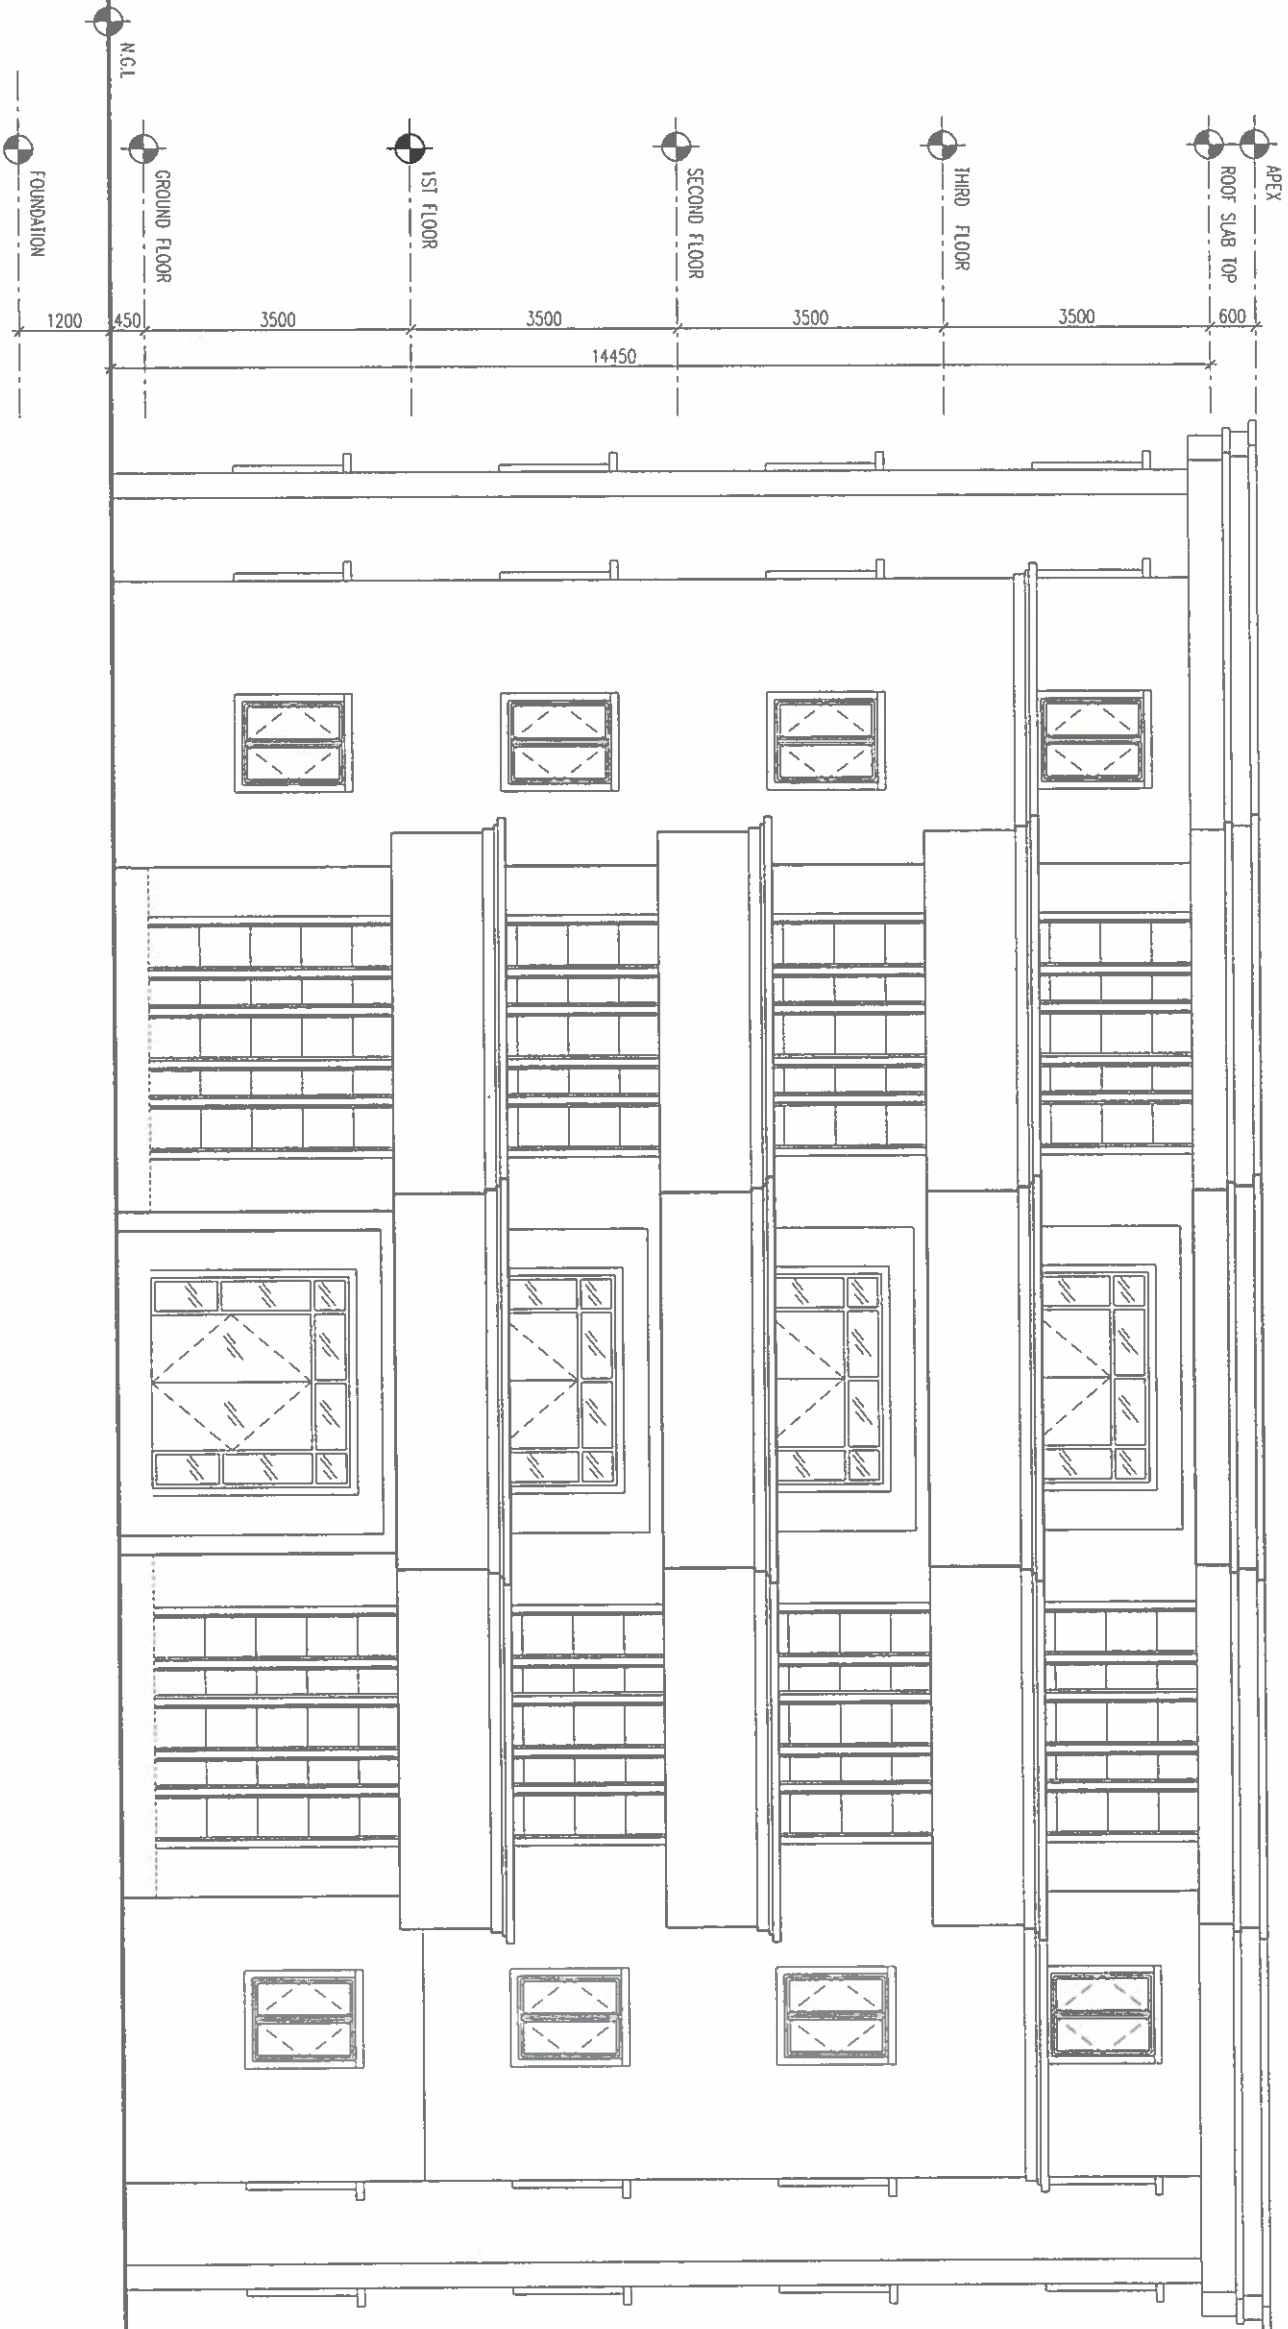 APEX
ROOF SLAB TOP
THIRD FLOOR
SECOND FLOOR
1ST FLOOR
GROUND FLOOR
N.G.L
FOUNDATION
600
3500
3500
3500
3500
450
1200
14450